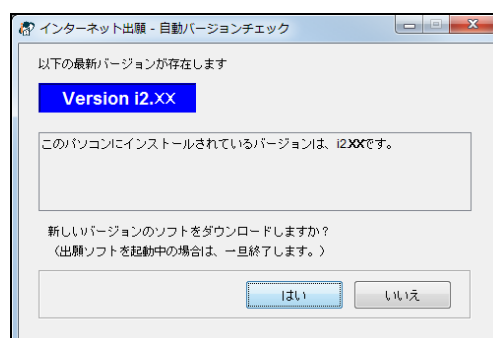 インターネット出願 - 自動バージョンチェック
以下の最新バージョンが存在します
Version i2.XX
このパソコンにインストールされているバージョンは、i2XXです。
新しいバージョンのソフトをダウンロードしますか？
（出願ソフトを起動中の場合は、一旦終了します。）
はい
いいえ